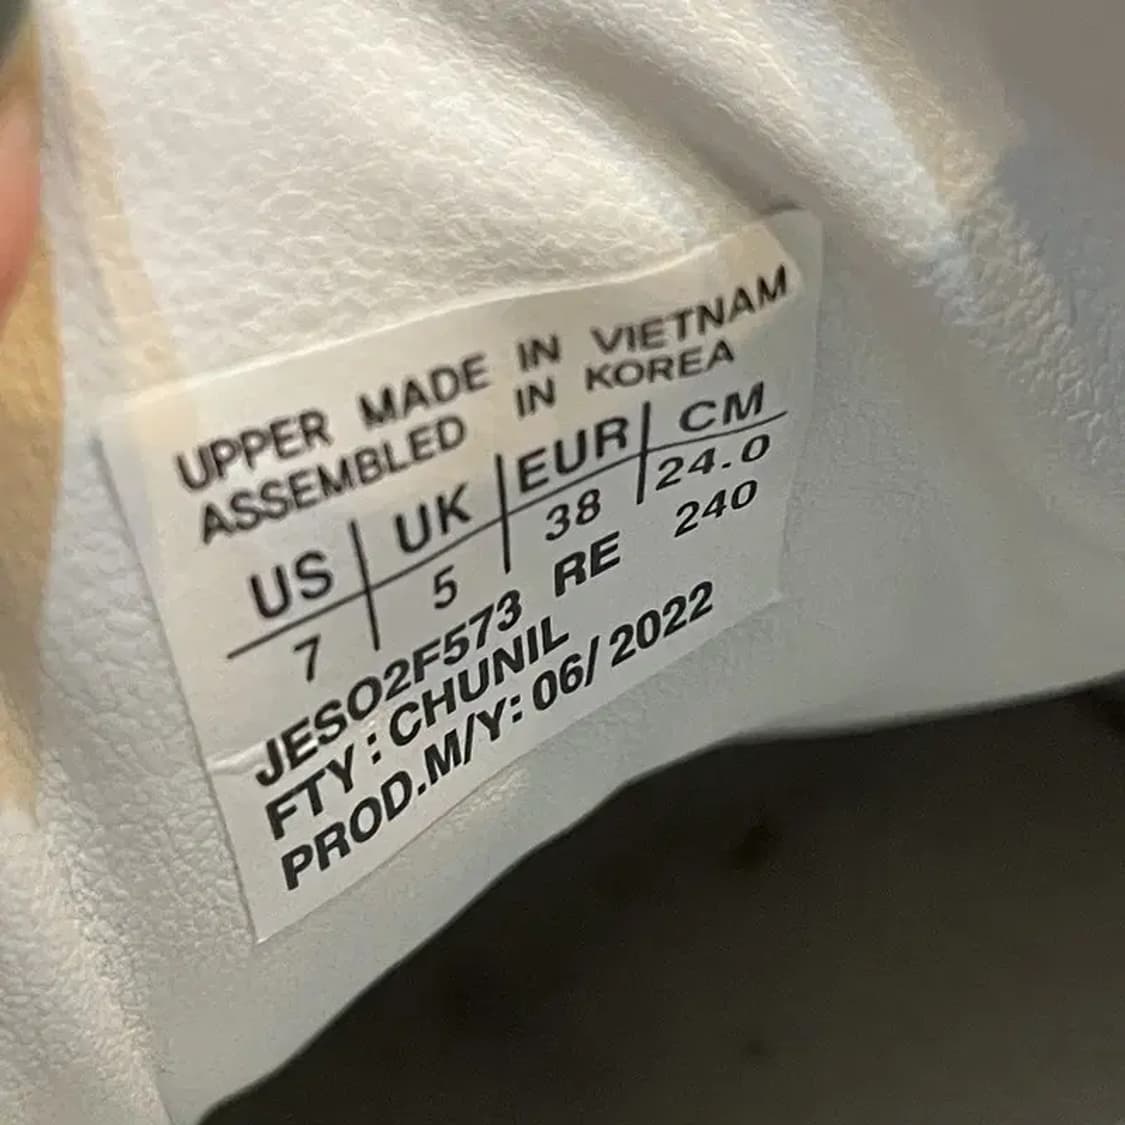 UPPER MADE IN VIETNAM
ASSEMBLED IN KOREA
US UK EUR CM
7 5 38 24.0
JESO2F573 RE 240
FTY: CHUNIL
PROD.M/Y: 06/2022